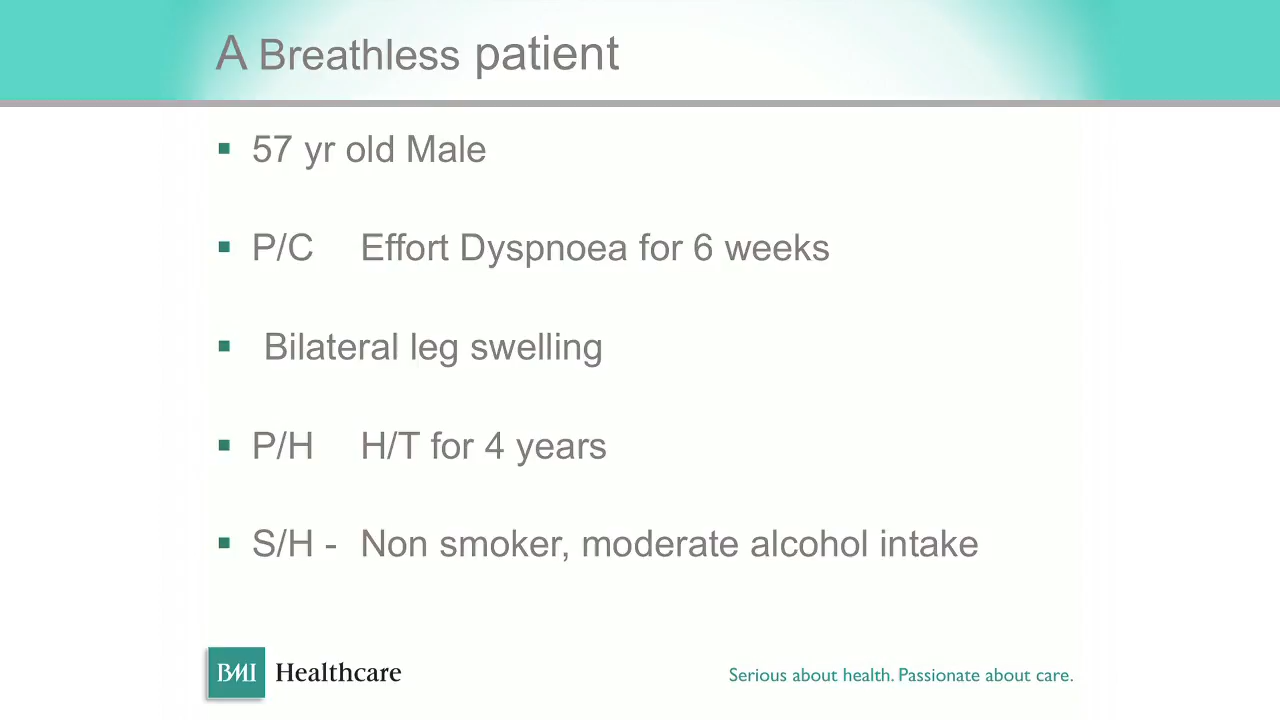 A Breathless patient
57 yr old Male
P/C Effort Dyspnoea for 6 weeks
Bilateral leg swelling
P/H H/T for 4 years
S/H - Non smoker, moderate alcohol intake
BMI Healthcare
Serious about health. Passionate about care.